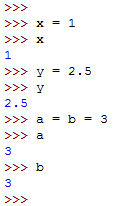 >>>
>>> x = 1
>>> x
1
>>> y = 2.5
>>> y
2.5
>>> a = b = 3
>>> a
3
>>> b
3
>>>